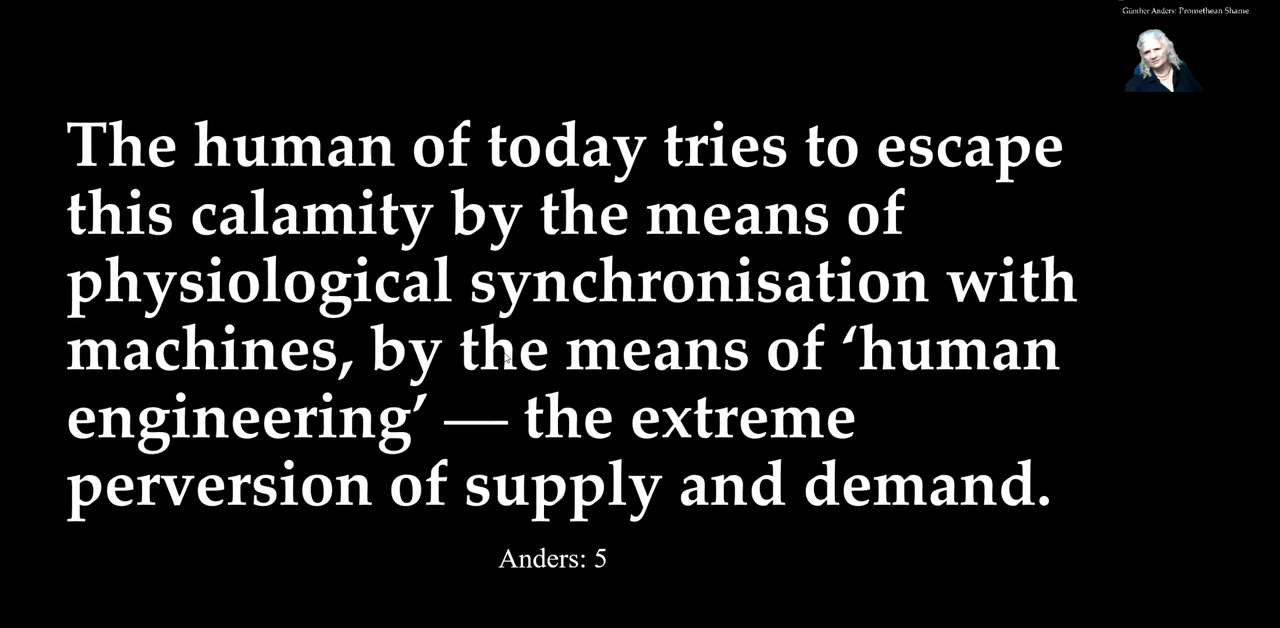 Günther Anders: Promethean Shame
The human of today tries to escape
this calamity by the means of
physiological synchronisation with
machines, by the means of ‘human
engineering’ — the extreme
perversion of supply and demand.
Anders: 5